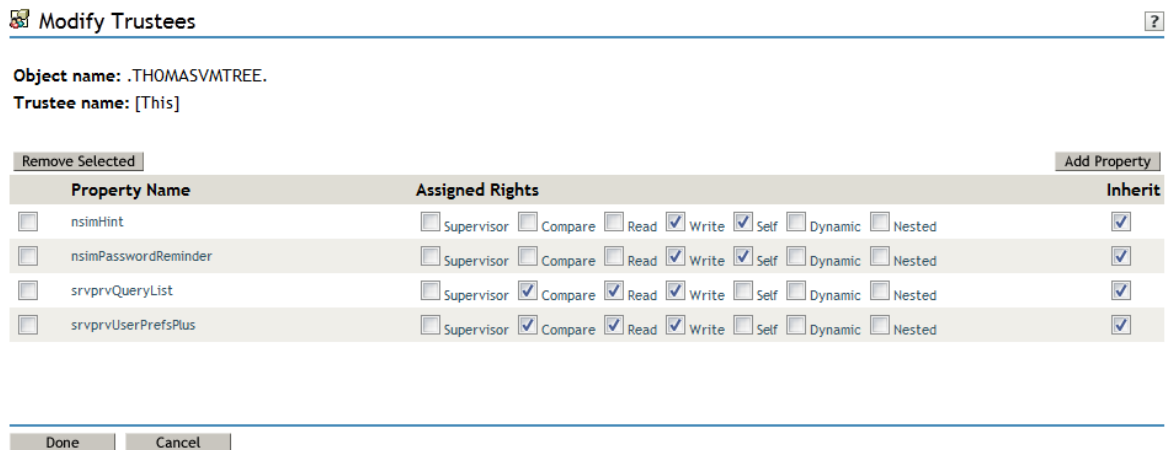 Modify Trustees ?
Object name: .THOMASVMTREE.
Trustee name: [This]
Remove Selected Add Property
Property Name Assigned Rights Inherit
nsimHint Supervisor Compare Read Write Self Dynamic Nested
nsimPasswordReminder Supervisor Compare Read Write Self Dynamic Nested
srvprvQueryList Supervisor Compare Read Write Self Dynamic Nested
srvprvUserPrefsPlus Supervisor Compare Read Write Self Dynamic Nested
Done Cancel